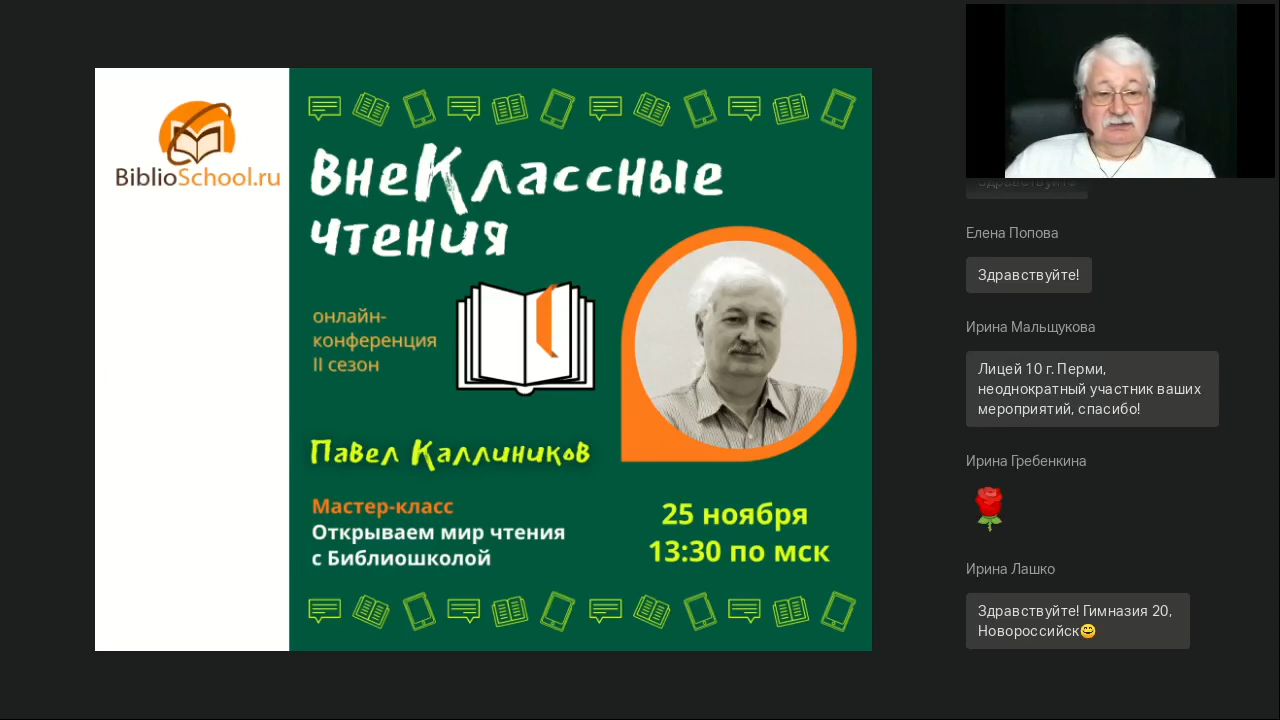 BiblioSchool.ru
внеКлассные
чтения
онлайн-
конференция
II сезон
Павел Каллиников
Мастер-класс
Открываем мир чтения
с Библиошколой
25 ноября
13:30 по мск
Здравствуйте
Елена Попова
Здравствуйте!
Ирина Мальщукова
Лицей 10 г. Перми,
неоднократный участник ваших
мероприятий, спасибо!
Ирина Гребенкина
Ирина Лашко
Здравствуйте! Гимназия 20,
Новороссийск😄